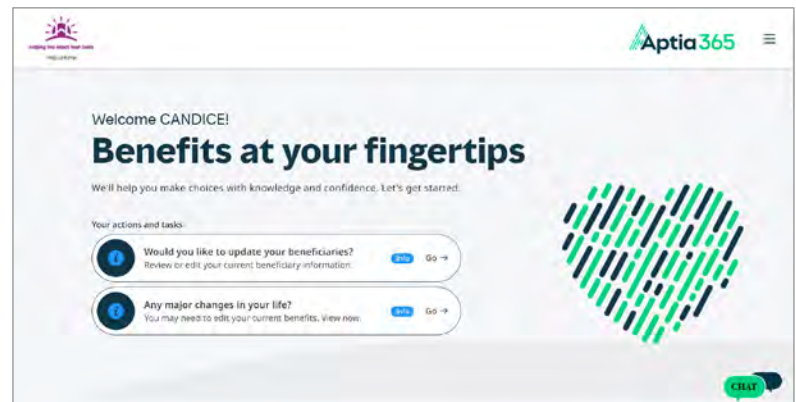 Aptia365
Welcome CANDICE!
Benefits at your fingertips
We'll help you make choices with knowledge and confidence. Let's get started.
Your actions and tasks
Would you like to update your beneficiaries?
Review or edit your current beneficiary information.
Info Go →
Any major changes in your life?
You may need to edit your current benefits. View now.
Info Go →
CHAT